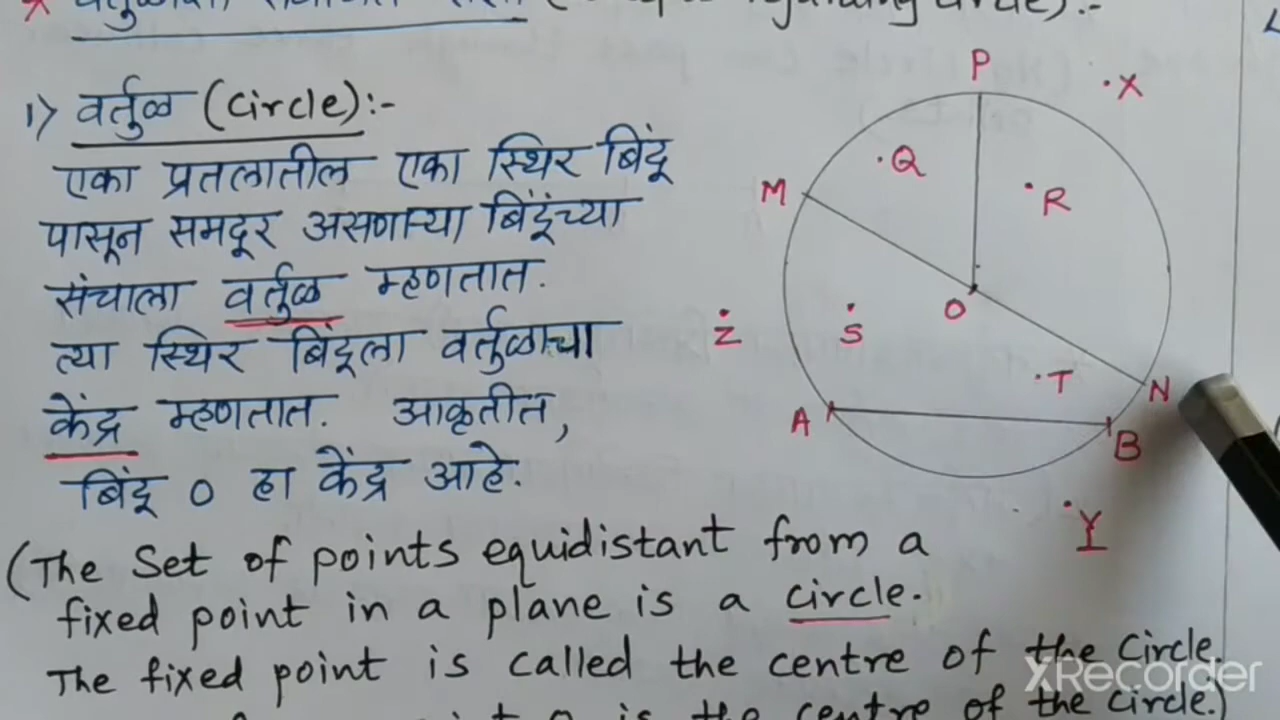 1) वर्तुळ (Circle):-
एका प्रतलातील एका स्थिर बिंदू
पासून समदूर असणाऱ्या बिंदूंच्या
संचाला वर्तुळ म्हणतात.
त्या स्थिर बिंदूला वर्तुळाचा
केंद्र म्हणतात. आकृतीत,
बिंदू O हा केंद्र आहे.
(The Set of points equidistant from a
fixed point in a plane is a circle.
The fixed point is called the centre of the circle.
is the centre of the circle.)
P
X
Q
M
R
O
Z
S
T
N
A
B
Y
XRecorder